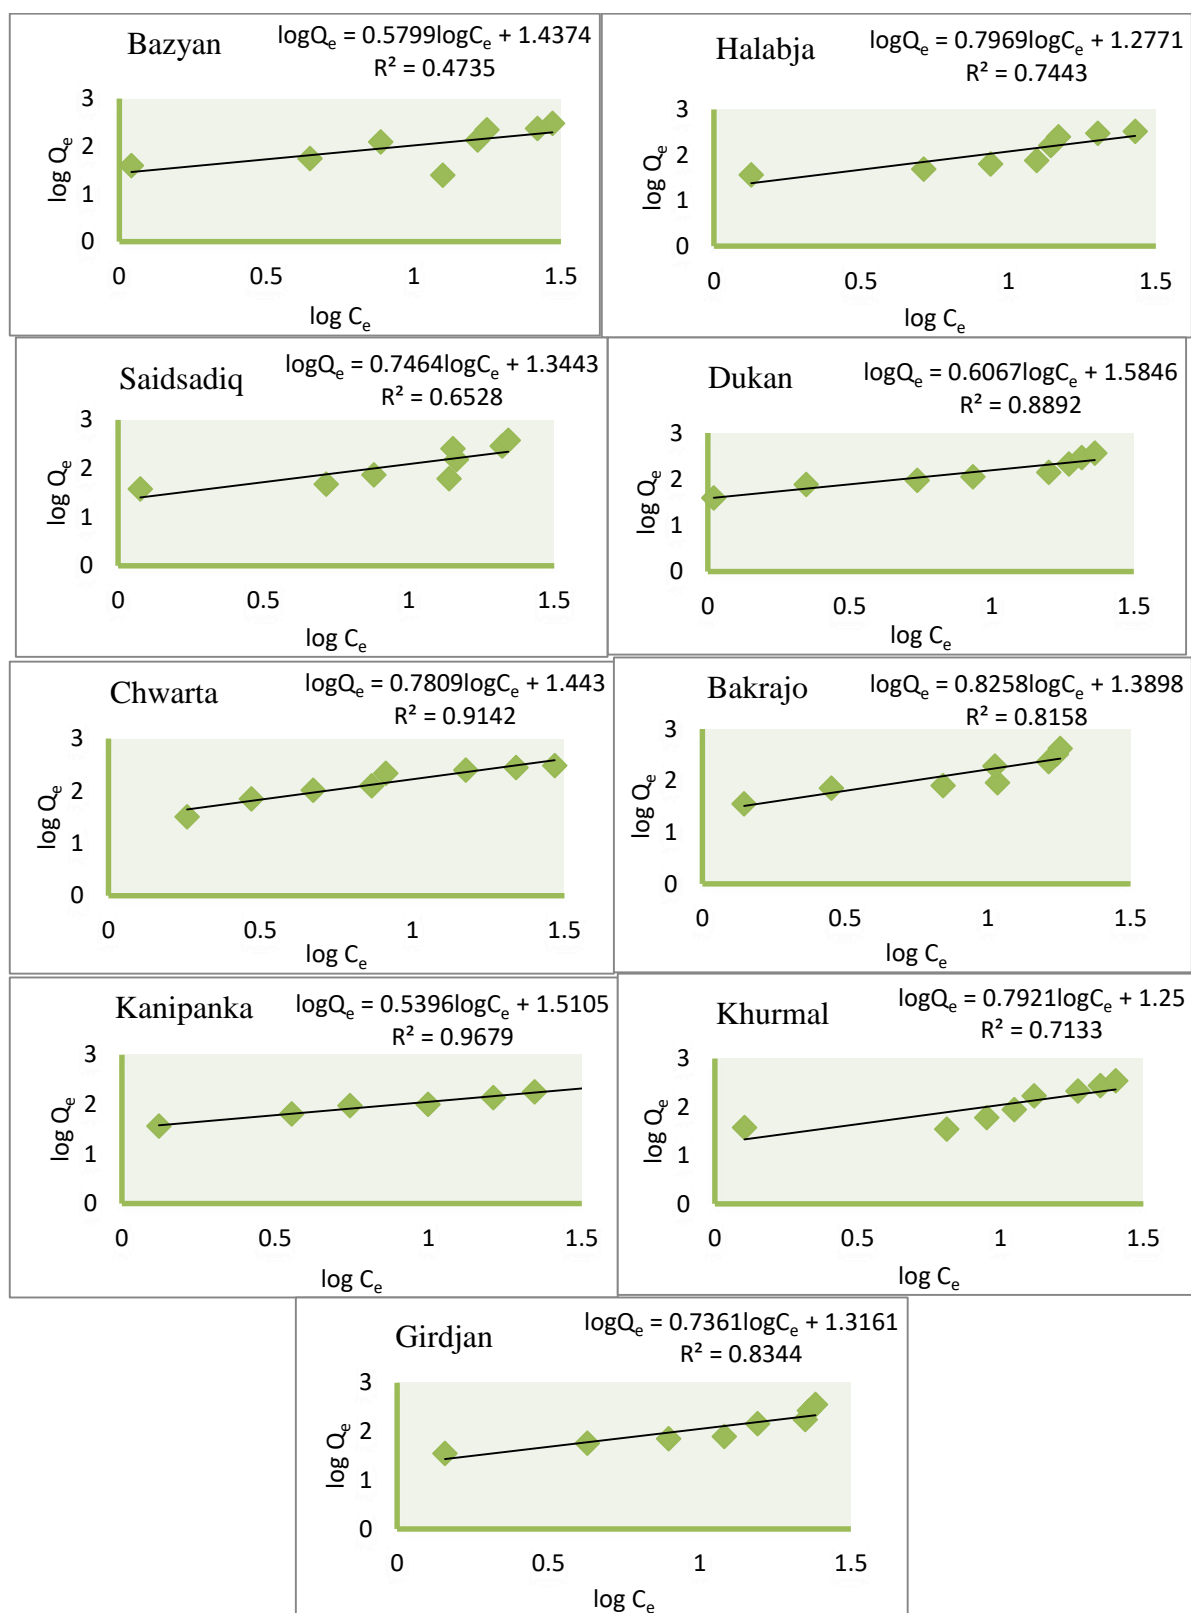 Bazyan
logQₑ = 0.5799logCₑ + 1.4374
R² = 0.4735
3
2
1
0
log Qₑ
0 0.5 1 1.5
log Cₑ
Halabja
logQₑ = 0.7969logCₑ + 1.2771
R² = 0.7443
3
2
1
0
log Qₑ
0 0.5 1 1.5
log Cₑ
Saidsadiq
logQₑ = 0.7464logCₑ + 1.3443
R² = 0.6528
3
2
1
0
log Qₑ
0 0.5 1 1.5
log Cₑ
Dukan
logQₑ = 0.6067logCₑ + 1.5846
R² = 0.8892
3
2
1
0
log Qₑ
0 0.5 1 1.5
log Cₑ
Chwarta
logQₑ = 0.7809logCₑ + 1.443
R² = 0.9142
3
2
1
0
log Qₑ
0 0.5 1 1.5
log Cₑ
Bakrajo
logQₑ = 0.8258logCₑ + 1.3898
R² = 0.8158
3
2
1
0
log Qₑ
0 0.5 1 1.5
log Cₑ
Kanipanka
logQₑ = 0.5396logCₑ + 1.5105
R² = 0.9679
3
2
1
0
log Qₑ
0 0.5 1 1.5
log Cₑ
Khurmal
logQₑ = 0.7921logCₑ + 1.25
R² = 0.7133
3
2
1
0
log Qₑ
0 0.5 1 1.5
log Cₑ
Girdjan
logQₑ = 0.7361logCₑ + 1.3161
R² = 0.8344
3
2
1
0
log Qₑ
0 0.5 1 1.5
log Cₑ